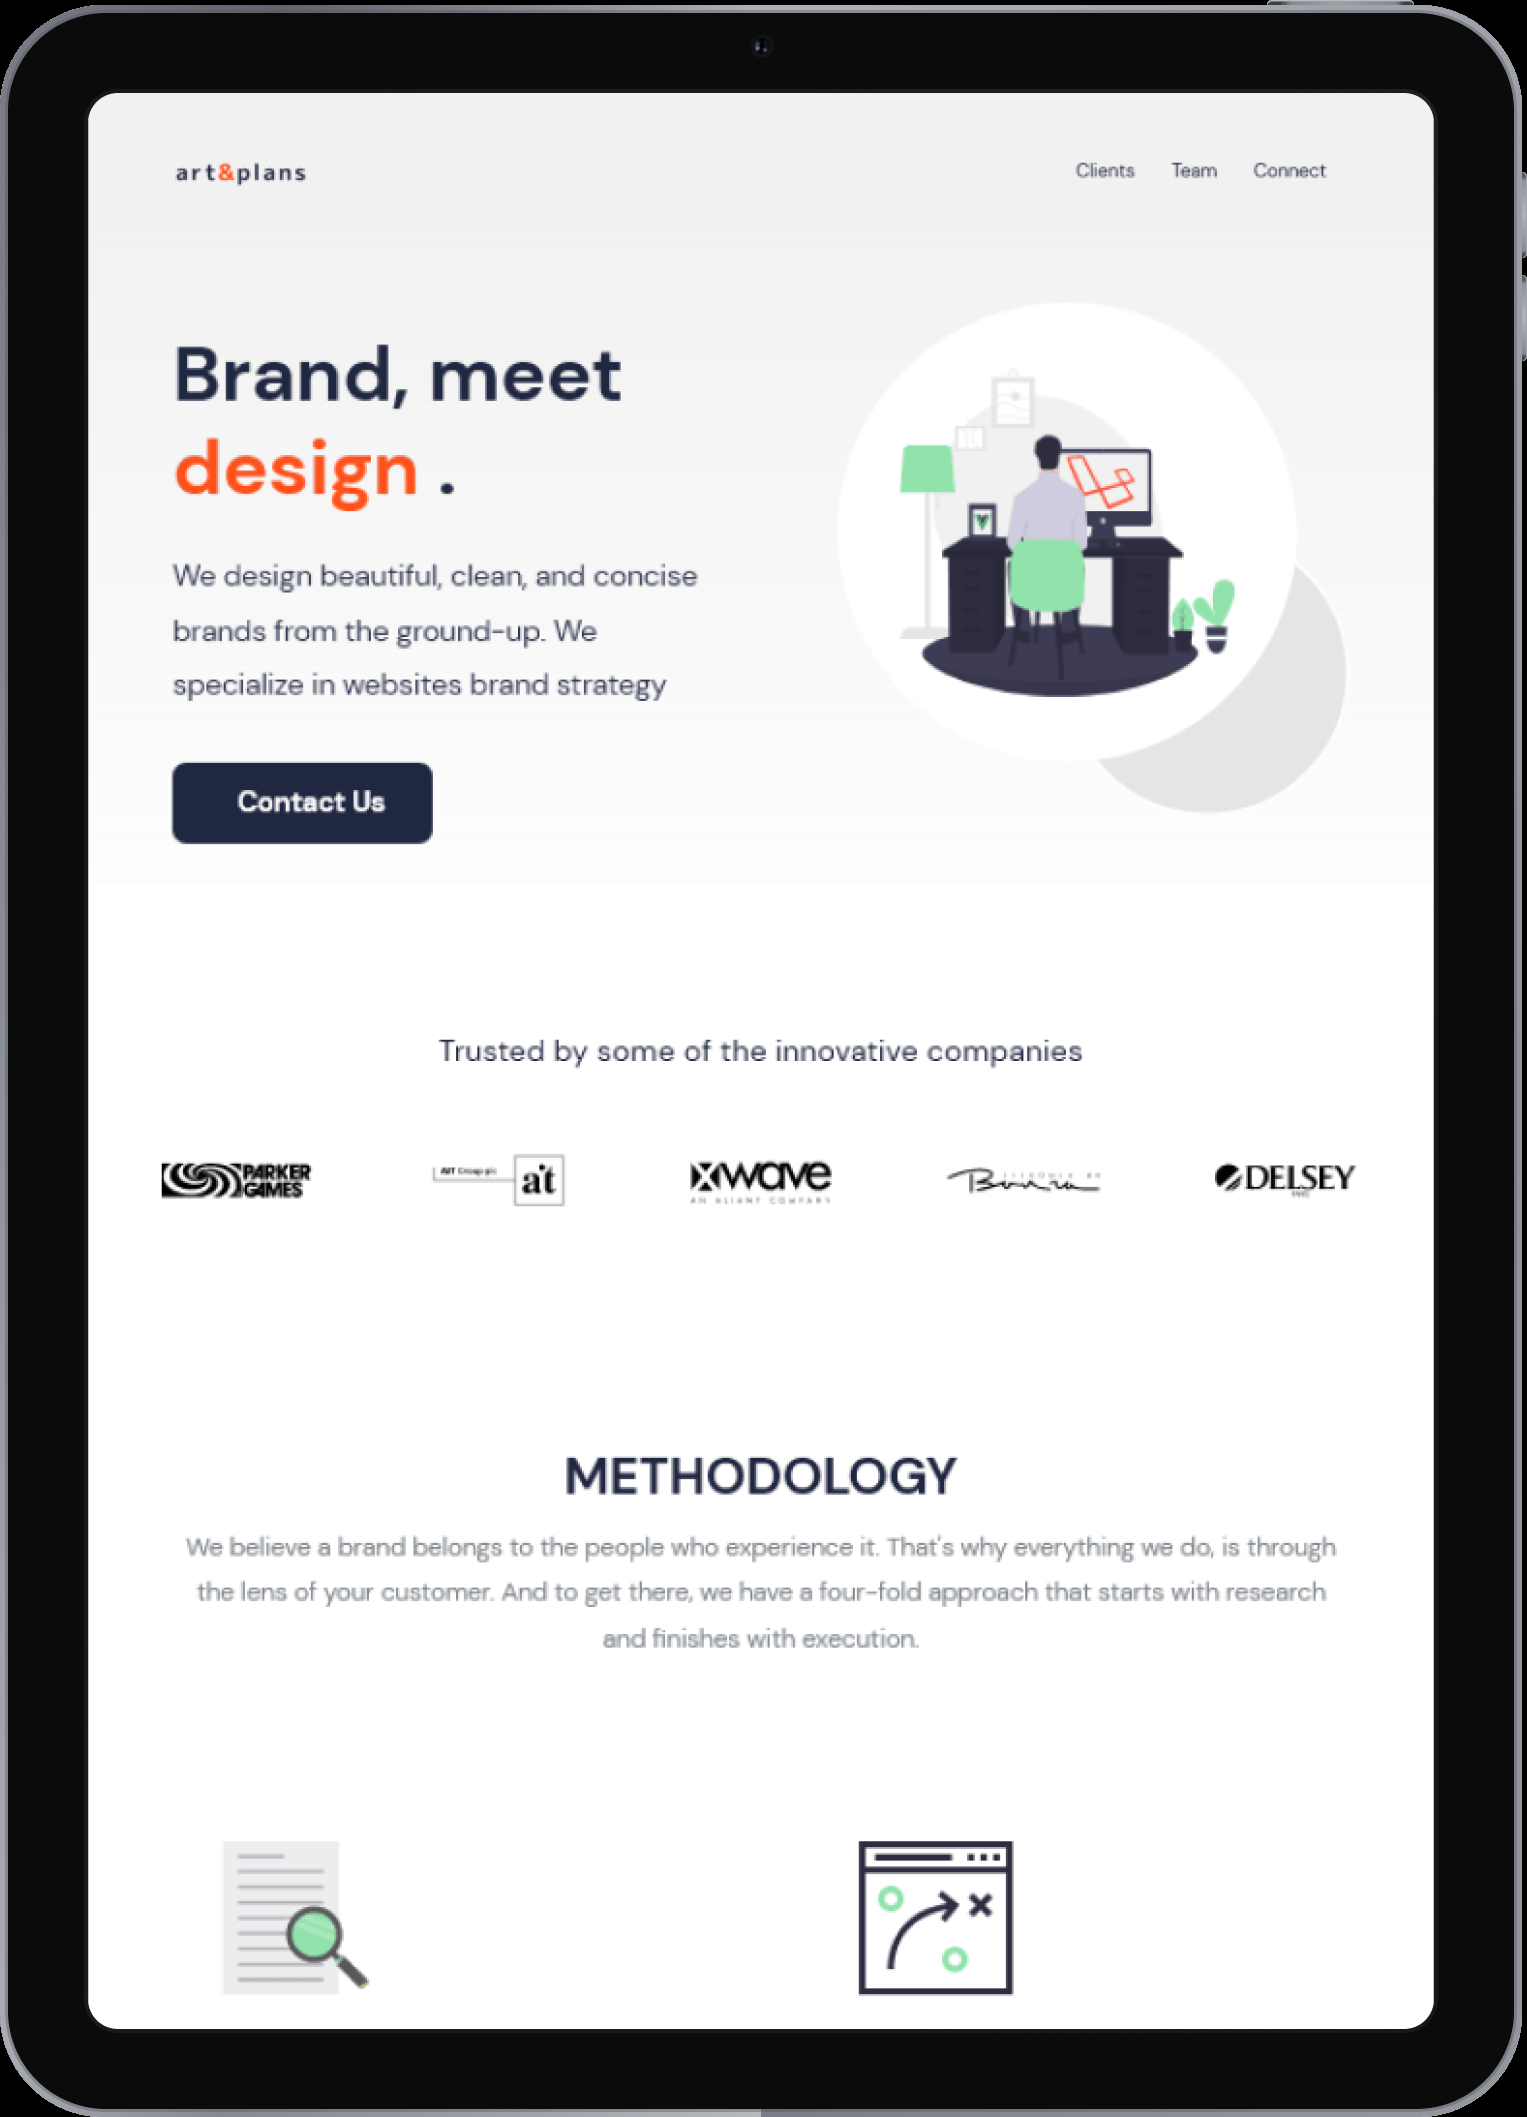 art&plans
Clients Team Connect
Brand, meet
design .
We design beautiful, clean, and concise
brands from the ground-up. We
specialize in websites brand strategy
Contact Us
Trusted by some of the innovative companies
PARKER
GAMES
AIT Group plc
ait
xwave
AN ALIANT COMPANY
DELSEY
METHODOLOGY
We believe a brand belongs to the people who experience it. That's why everything we do, is through
the lens of your customer. And to get there, we have a four-fold approach that starts with research
and finishes with execution.